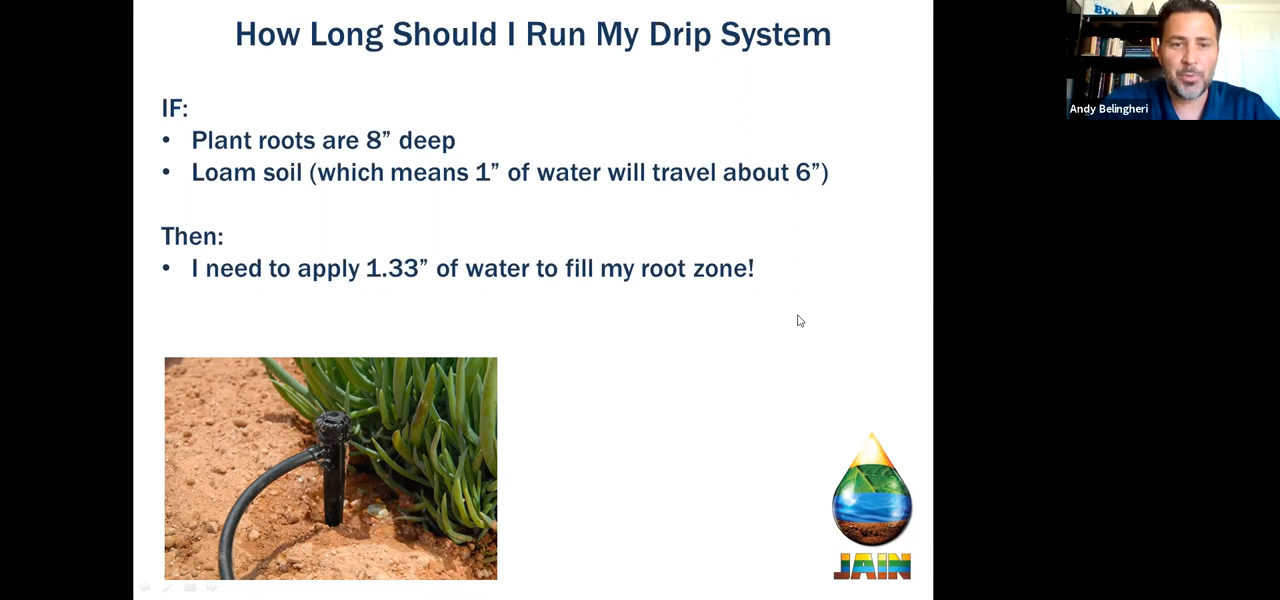 How Long Should I Run My Drip System
IF:
• Plant roots are 8” deep
• Loam soil (which means 1” of water will travel about 6”)
Then:
• I need to apply 1.33” of water to fill my root zone!
JAIN
Andy Belingheri